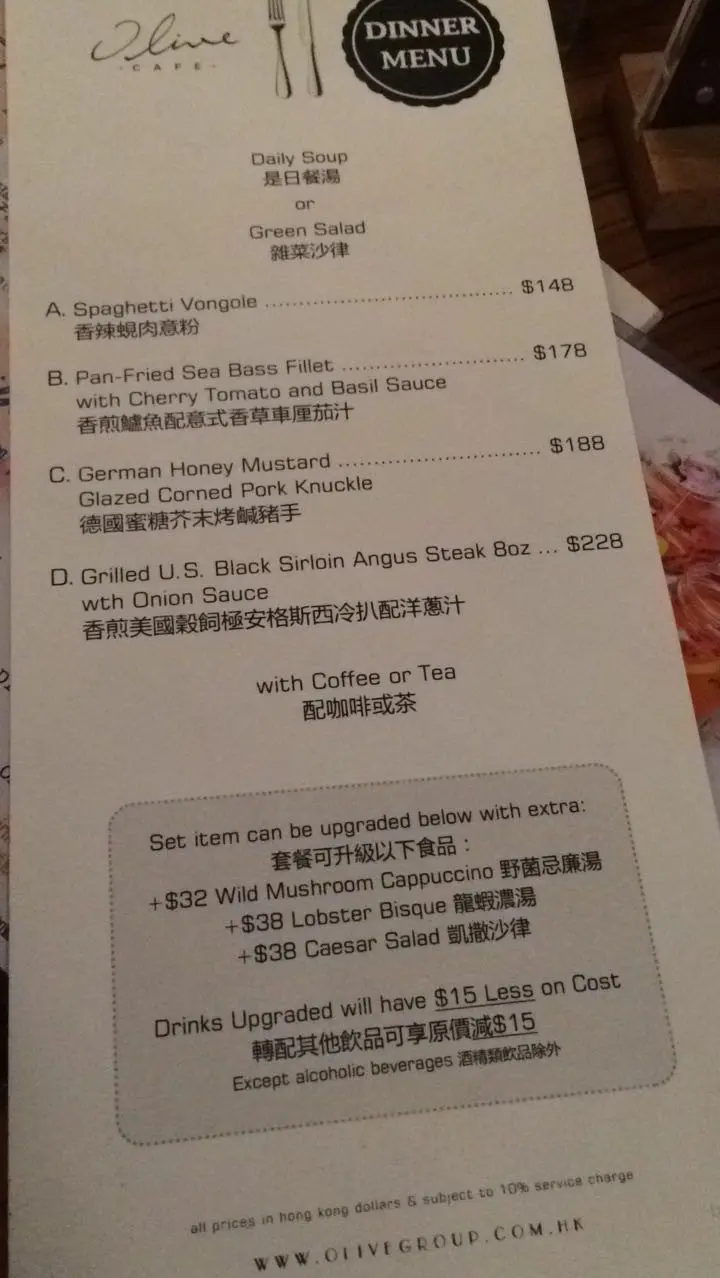 Olive
- CAFE -
DINNER
MENU
Daily Soup
是日餐湯
or
Green Salad
雜菜沙律
A. Spaghetti Vongole ................................... $148
香辣蜆肉意粉
B. Pan-Fried Sea Bass Fillet .......................... $178
with Cherry Tomato and Basil Sauce
香煎鱸魚配意式香草車厘茄汁
C. German Honey Mustard ............................ $188
Glazed Corned Pork Knuckle
德國蜜糖芥末烤鹹豬手
D. Grilled U.S. Black Sirloin Angus Steak 8oz ... $228
wth Onion Sauce
香煎美國穀飼極安格斯西冷扒配洋蔥汁
with Coffee or Tea
配咖啡或茶
Set item can be upgraded below with extra:
套餐可升級以下食品：
+$32 Wild Mushroom Cappuccino 野菌忌廉湯
+$38 Lobster Bisque 龍蝦濃湯
+$38 Caesar Salad 凱撒沙律
Drinks Upgraded will have $15 Less on Cost
轉配其他飲品可享原價減$15
Except alcoholic beverages 酒精類飲品除外
all prices in hong kong dollars & subject to 10% service charge
WWW.OLIVEGROUP.COM.HK